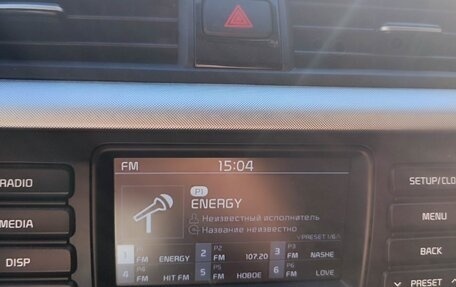 FM 15:04
RADIO
SETUP/CLO
P1
ENERGY
MEDIA
Неизвестный исполнитель
MENU
Название неизвестно
PRESET 1/6
BACK
1 P1 FM ENERGY 2 P2 FM 107.20 3 P3 FM NASHE
DISP
4 P4 FM HIT FM 5 P5 FM НОВОЕ 6 P6 FM LOVE
PRESET